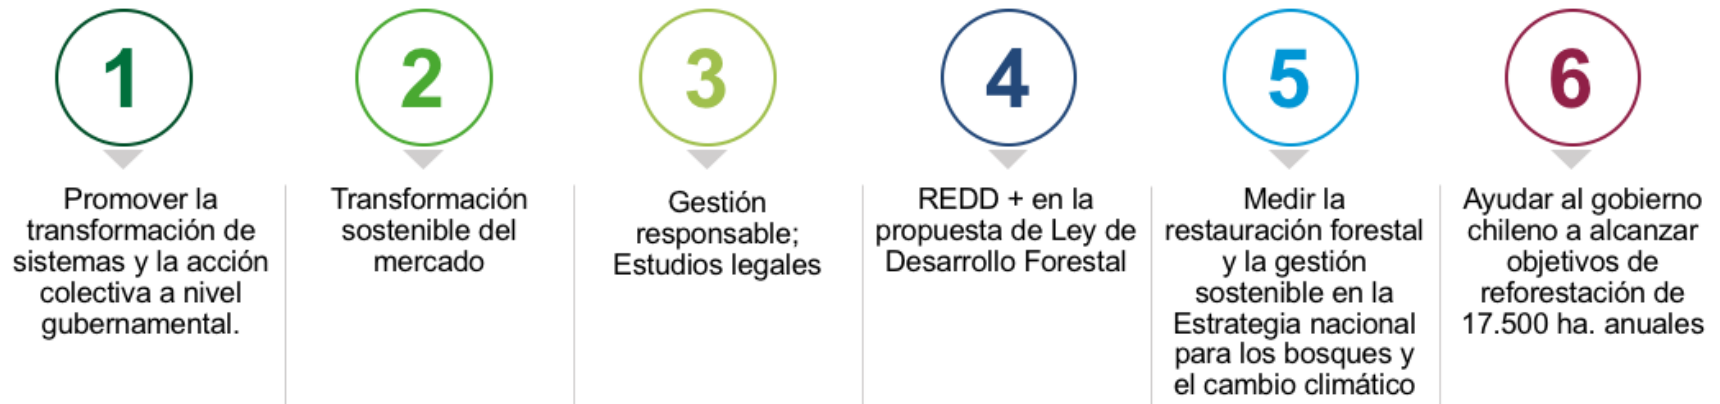 1
Promover la
transformación de
sistemas y la acción
colectiva a nivel
gubernamental.
2
Transformación
sostenible del
mercado
3
Gestión
responsable;
Estudios legales
4
REDD + en la
propuesta de Ley de
Desarrollo Forestal
5
Medir la
restauración forestal
y la gestión
sostenible en la
Estrategia nacional
para los bosques y
el cambio climático
6
Ayudar al gobierno
chileno a alcanzar
objetivos de
reforestación de
17.500 ha. anuales